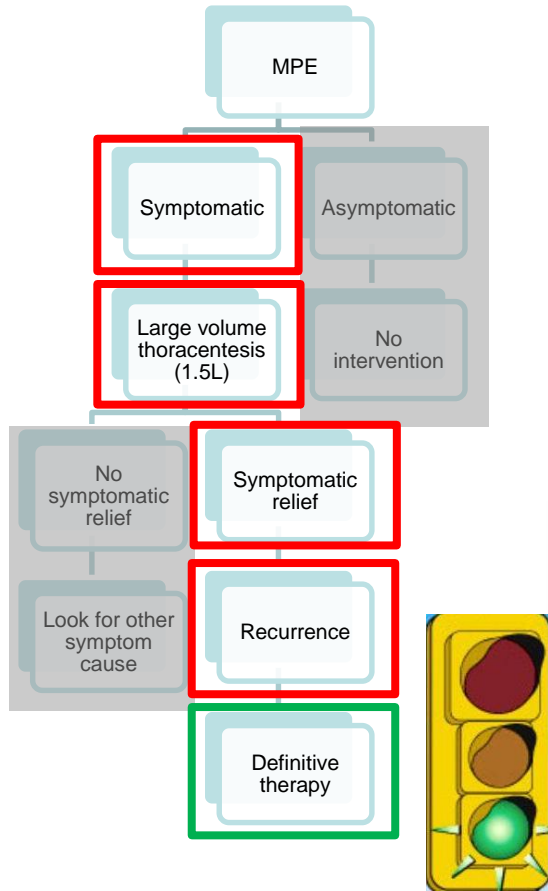 MPE
Symptomatic
Asymptomatic
Large volume
thoracentesis
(1.5L)
No
intervention
No
symptomatic
relief
Symptomatic
relief
Look for other
symptom
cause
Recurrence
Definitive
therapy